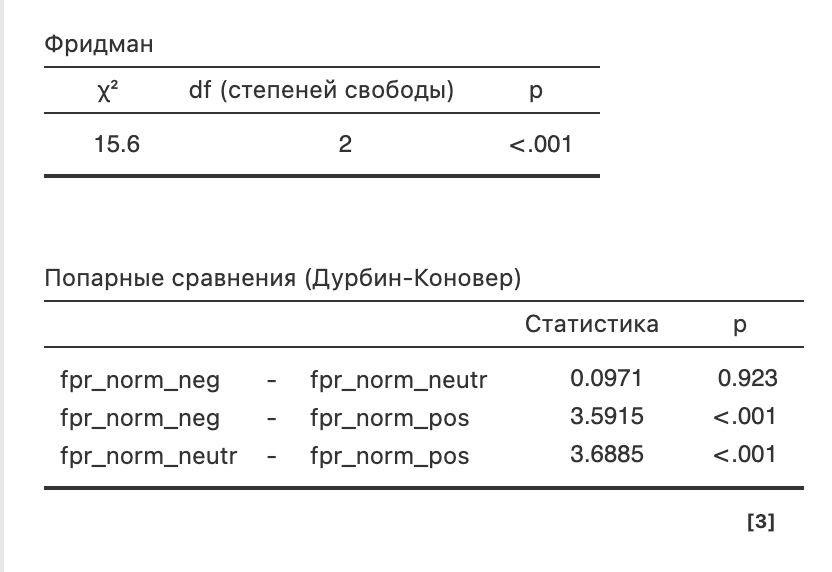 Фридман
χ² df (степеней свободы) p
15.6 2 <.001
Попарные сравнения (Дурбин-Коновер)
Статистика p
fpr_norm_neg - fpr_norm_neutr 0.0971 0.923
fpr_norm_neg - fpr_norm_pos 3.5915 <.001
fpr_norm_neutr - fpr_norm_pos 3.6885 <.001
[3]